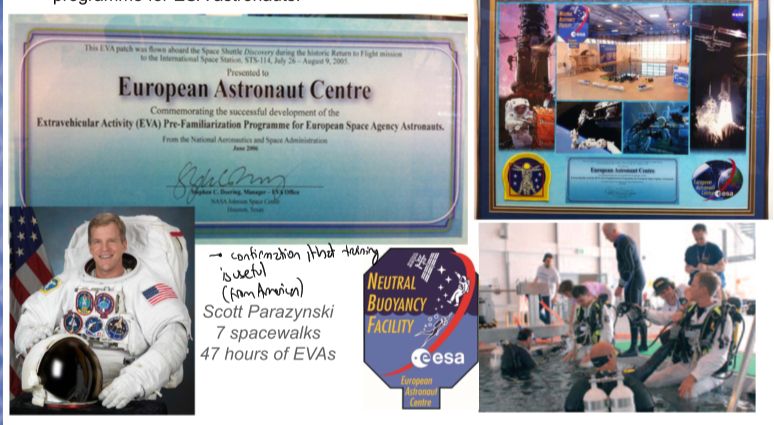 programme for ESA astronauts.
This EVA patch was flown aboard the Space Shuttle Discovery during the historic Return to Flight mission
to the International Space Station, STS-114, July 26 – August 9, 2005.
Presented to
European Astronaut Centre
Commemorating the successful development of the
Extravehicular Activity (EVA) Pre-Familiarization Programme for European Space Agency Astronauts.
From the National Aeronautics and Space Administration
June 2006
Stephen C. Doering, Manager – EVA Office
NASA Johnson Space Center
Houston, Texas
→ confirmation that training
is useful
(from America)
Scott Parazynski
7 spacewalks
47 hours of EVAs
NEUTRAL
BUOYANCY
FACILITY
esa
European
Astronaut
Centre
NASA
European Astronaut Centre
esa